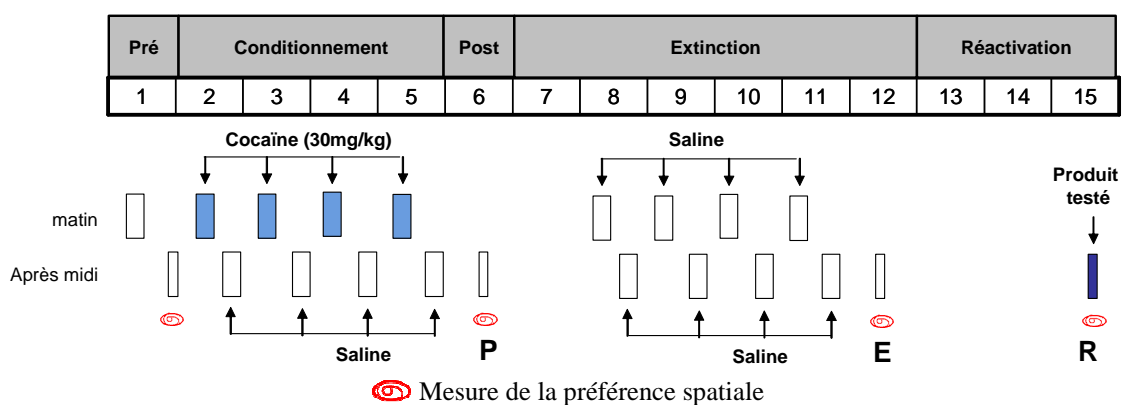 Pré Conditionnement Post Extinction Réactivation
1 2 3 4 5 6 7 8 9 10 11 12 13 14 15
Cocaïne (30mg/kg) Saline
Produit
testé
matin
Après midi
Saline P Saline E R
Mesure de la préférence spatiale